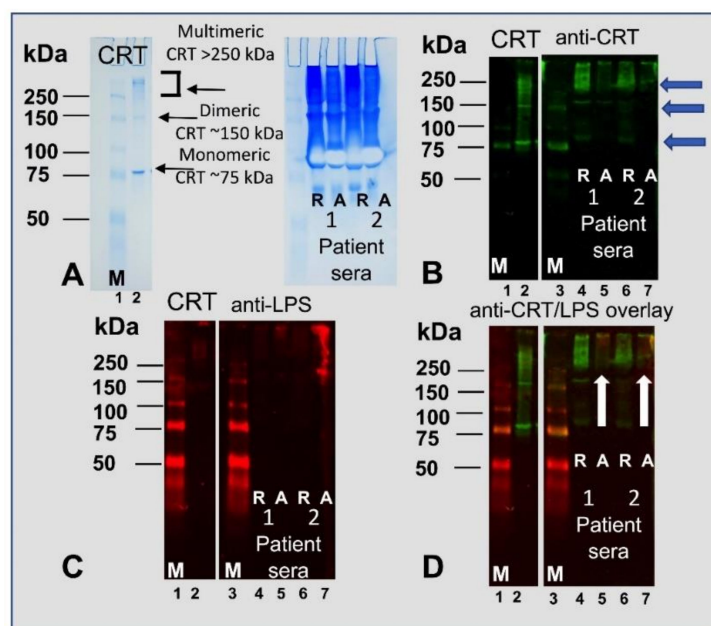 kDa
CRT
Multimeric
CRT >250 kDa
250
150
Dimeric
CRT ~150 kDa
100
Monomeric
75
CRT ~75 kDa
50
R A R A
1 2
Patient
sera
M
A
1 2
kDa
CRT anti-CRT
250
150
100
75
50
R A R A
1 2
Patient
sera
M M
B
1 2 3 4 5 6 7
kDa
CRT anti-LPS
250
150
100
75
50
R A R A
1 2
Patient
sera
M M
C
1 2 3 4 5 6 7
anti-CRT/LPS overlay
kDa
250
150
100
75
50
R A R A
1 2
Patient
sera
M M
D
1 2 3 4 5 6 7